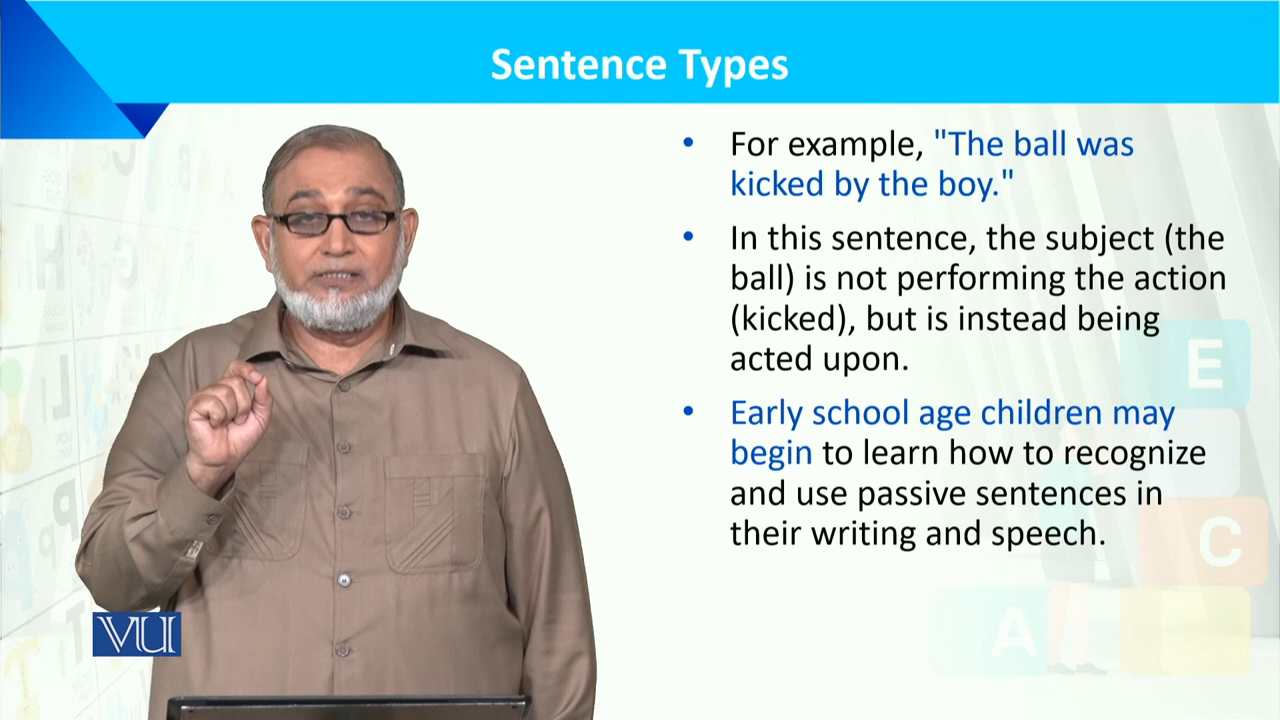 Sentence Types
• For example, "The ball was
kicked by the boy."
• In this sentence, the subject (the
ball) is not performing the action
(kicked), but is instead being
acted upon.
• Early school age children may
begin to learn how to recognize
and use passive sentences in
their writing and speech.
VU
E
C
A